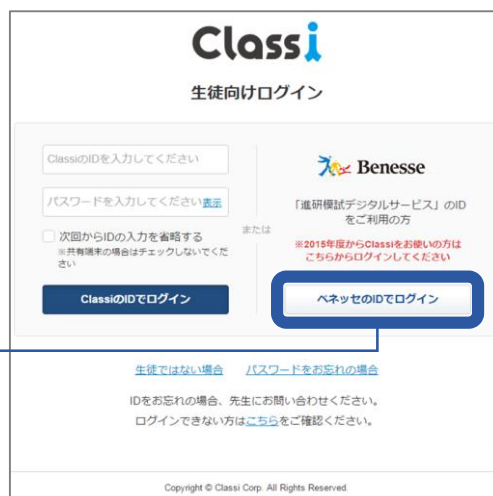 Classi
生徒向けログイン
ClassiのIDを入力してください
パスワードを入力してください表示
次回からIDの入力を省略する
※共有端末の場合はチェックしないでくだ
さい
ClassiのIDでログイン
または
Benesse
「進研模試デジタルサービス」のID
をご利用の方
※2015年度からClassiをお使いの方は
こちらからログインしてください
ベネッセのIDでログイン
生徒ではない場合 パスワードをお忘れの場合
IDをお忘れの場合、先生にお問い合わせください。
ログインできない方はこちらをご確認ください。
Copyright © Classi Corp. All Rights Reserved.